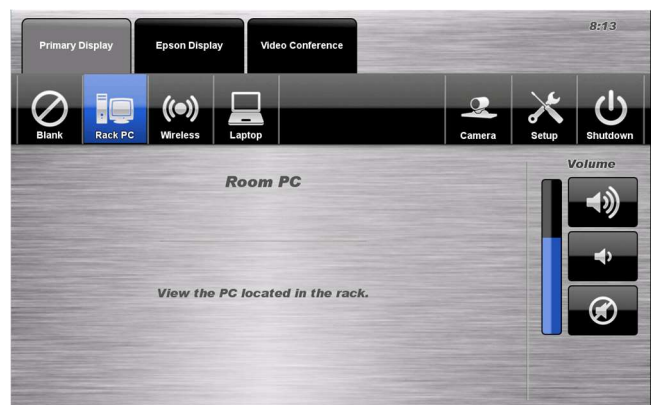 Primary Display
Epson Display
Video Conference
8:13
Blank
Rack PC
Wireless
Laptop
Camera
Setup
Shutdown
Volume
Room PC
View the PC located in the rack.